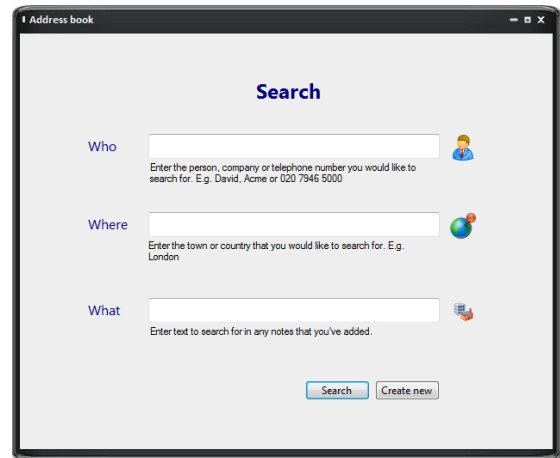 Address book
Search
Who
Enter the person, company or telephone number you would like to
search for. E.g. David, Acme or 020 7946 5000
Where
Enter the town or country that you would like to search for. E.g.
London
What
Enter text to search for in any notes that you've added.
Search
Create new